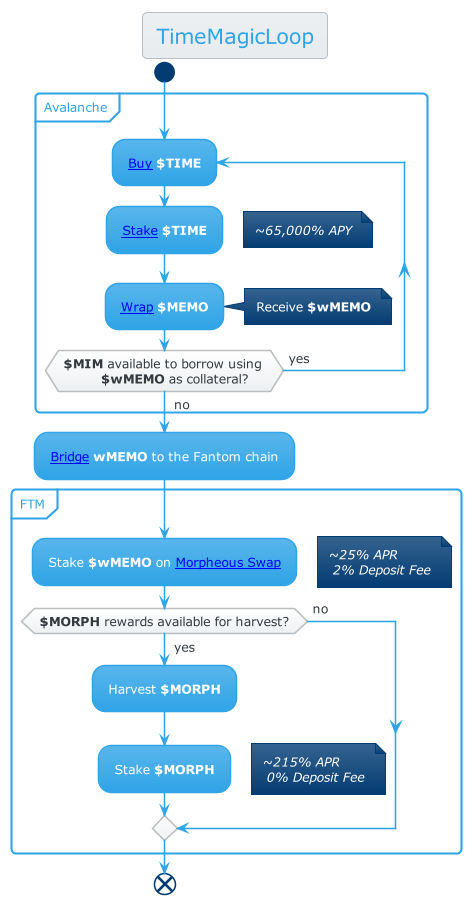 TimeMagicLoop
Avalanche
Buy $TIME
Stake $TIME
~65,000% APY
Wrap $MEMO
Receive $wMEMO
$MIM available to borrow using
$wMEMO as collateral?
yes
no
Bridge wMEMO to the Fantom chain
FTM
Stake $wMEMO on Morpheous Swap
~25% APR
2% Deposit Fee
$MORPH rewards available for harvest?
no
yes
Harvest $MORPH
Stake $MORPH
~215% APR
0% Deposit Fee